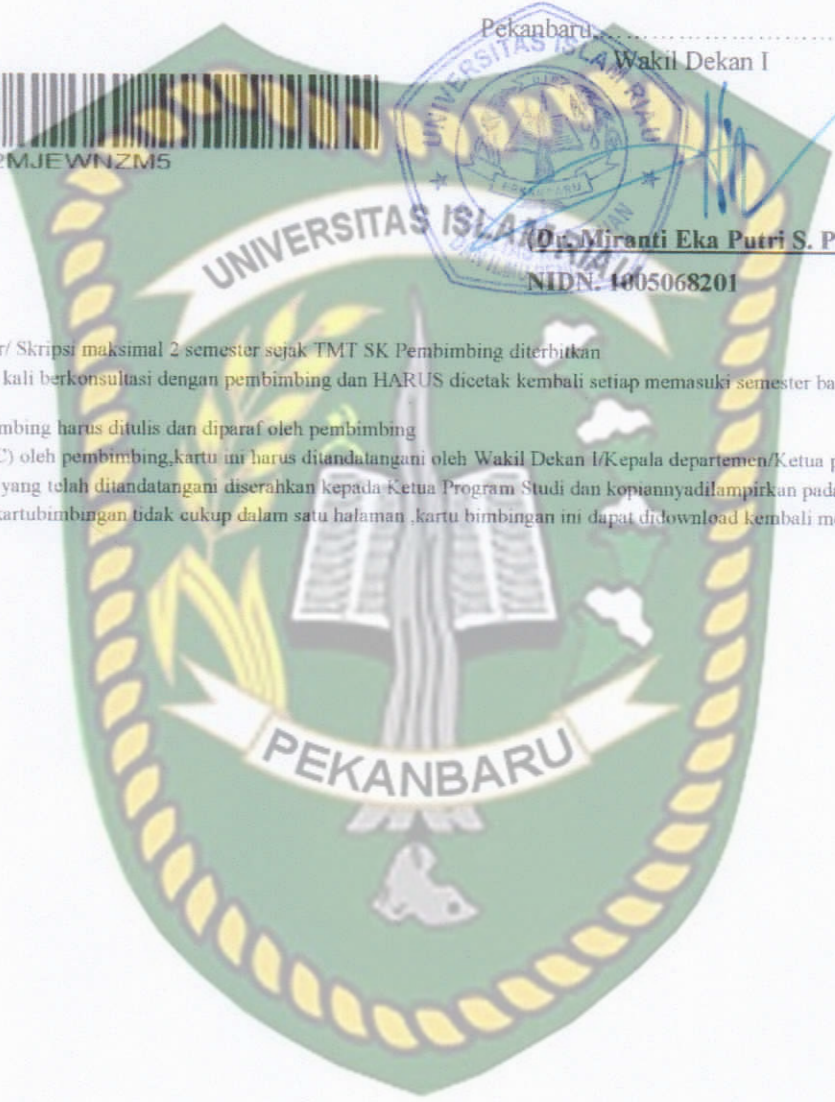 Pekanbaru,...........................
Wakil Dekan I
2MJEWNZM5
UNIVERSITAS ISLAM RIAU
PEKANBARU
(Dr. Miranti Eka Putri S. P
NIDN. 1005068201
UNIVERSITAS ISLAM RIAU
r/ Skripsi maksimal 2 semester sejak TMT SK Pembimbing diterbitkan
kali berkonsultasi dengan pembimbing dan HARUS dicetak kembali setiap memasuki semester ba
mbing harus ditulis dan diparaf oleh pembimbing
C) oleh pembimbing,kartu ini harus ditandatangani oleh Wakil Dekan I/Kepala departemen/Ketua p
yang telah ditandatangani diserahkan kepada Ketua Program Studi dan kopiannyadilampirkan pad
kartubimbingan tidak cukup dalam satu halaman ,kartu bimbingan ini dapat didownload kembali m
PEKANBARU